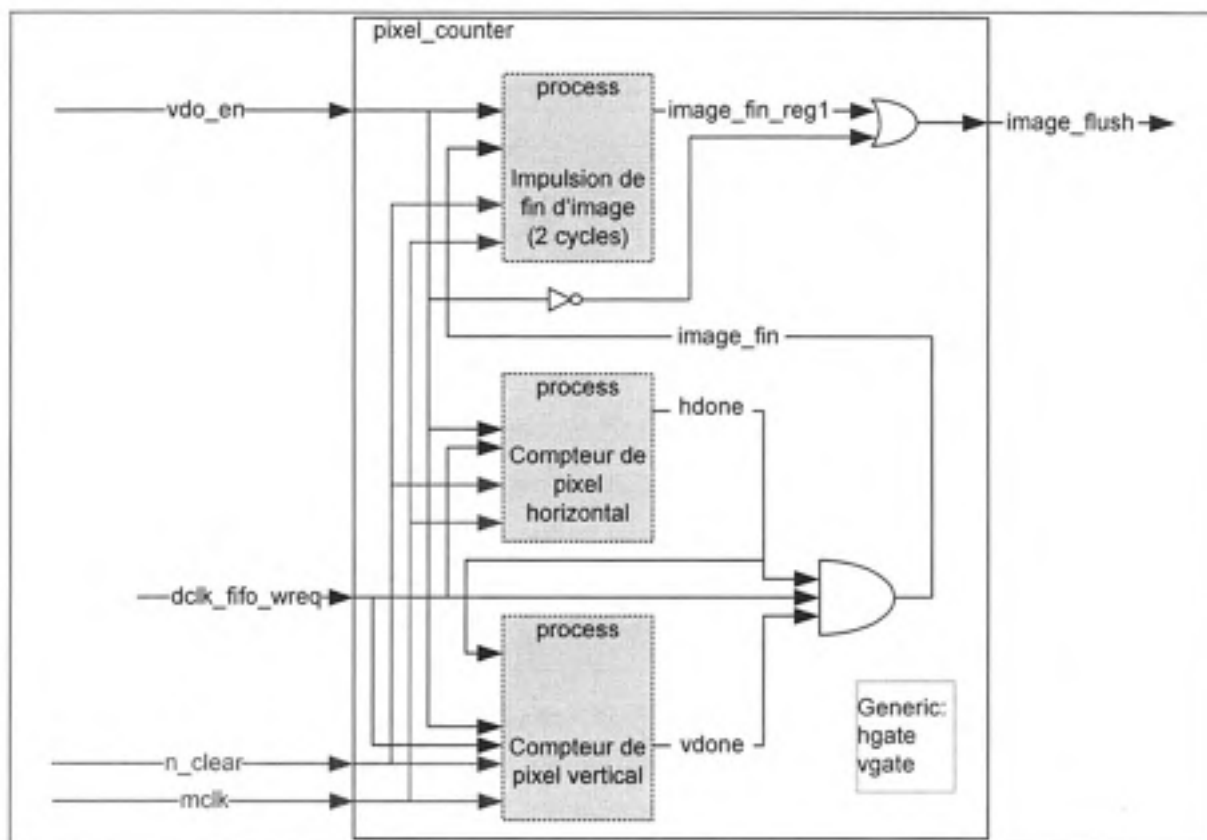 pixel_counter
process
vdo_en
image_fin_reg1
image_flush
Impulsion de
fin d'image
(2 cycles)
image_fin
process
hdone
Compteur de
pixel
horizontal
dclk_fifo_wreq
process
Generic:
hgate
vgate
Compteur de
pixel vertical
vdone
n_clear
mclk